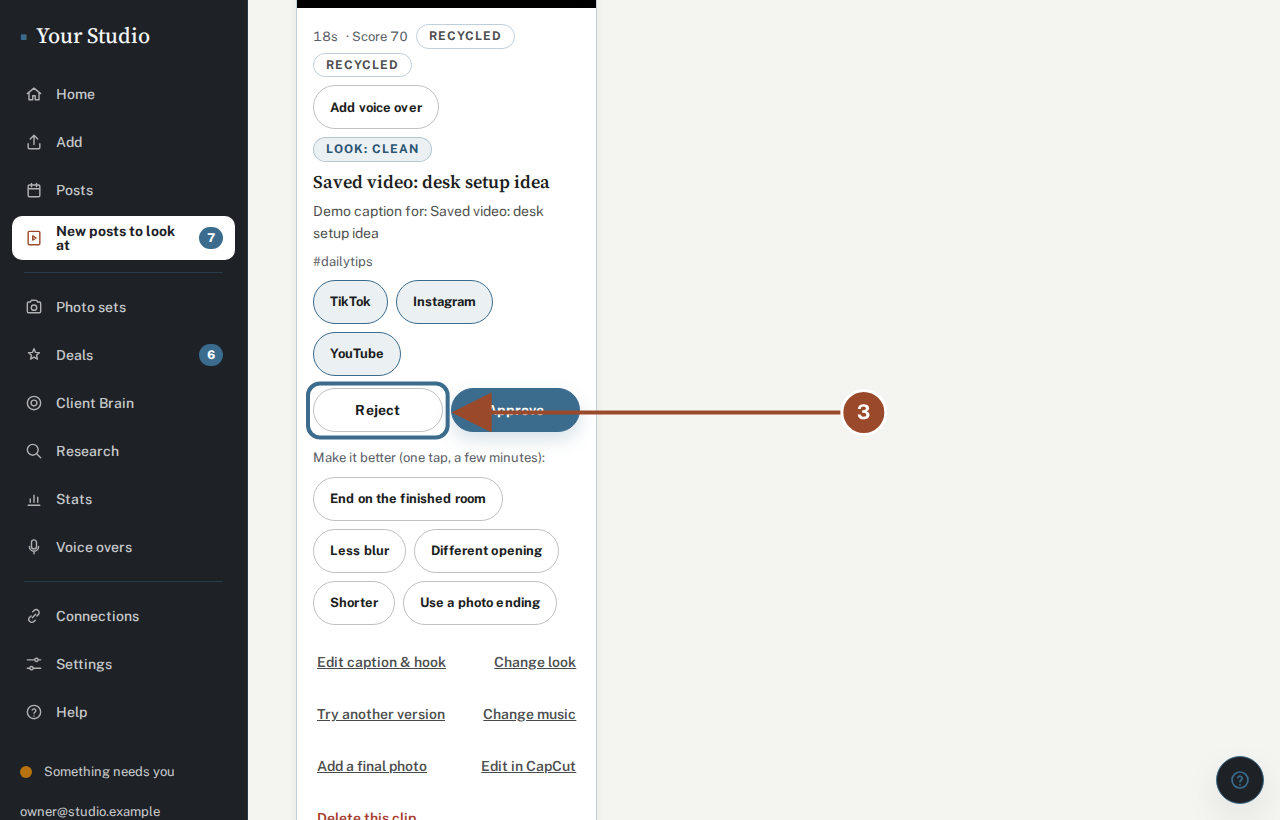 Your Studio
Home
Add
Posts
New posts to look
at
7
Photo sets
Deals
6
Client Brain
Research
Stats
Voice overs
Connections
Settings
Help
Something needs you
owner@studio.example
18s · Score 70 RECYCLED
RECYCLED
Add voice over
LOOK: CLEAN
Saved video: desk setup idea
Demo caption for: Saved video: desk
setup idea
#dailytips
TikTok Instagram
YouTube
Reject Approve
3
Make it better (one tap, a few minutes):
End on the finished room
Less blur Different opening
Shorter Use a photo ending
Edit caption & hook Change look
Try another version Change music
Add a final photo Edit in CapCut
Delete this clip